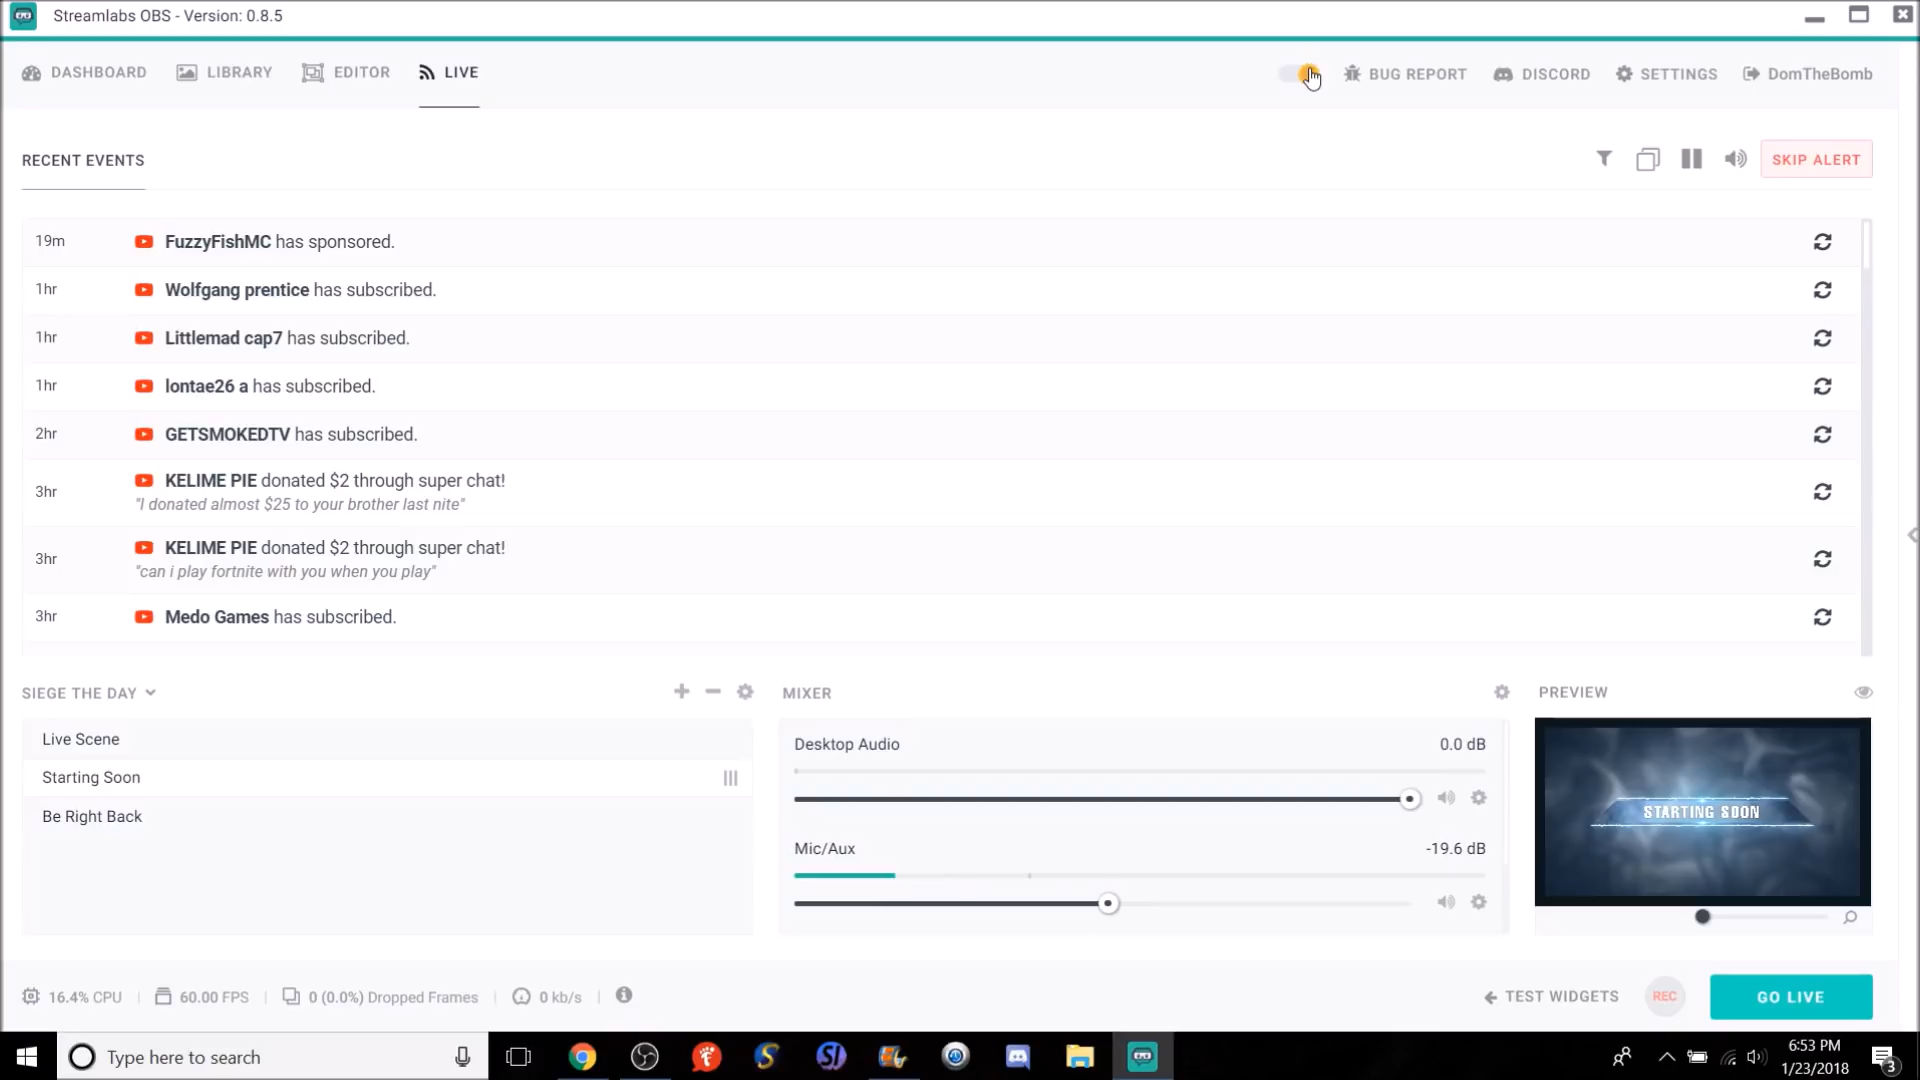 Streamlabs OBS - Version: 0.8.5
DASHBOARD LIBRARY EDITOR LIVE BUG REPORT DISCORD SETTINGS DomTheBomb
RECENT EVENTS SKIP ALERT
19m FuzzyFishMC has sponsored.
1hr Wolfgang prentice has subscribed.
1hr Littlemad cap7 has subscribed.
1hr lontae26 a has subscribed.
2hr GETSMOKEDTV has subscribed.
3hr KELIME PIE donated $2 through super chat!
"I donated almost $25 to your brother last nite"
3hr KELIME PIE donated $2 through super chat!
"can i play fortnite with you when you play"
3hr Medo Games has subscribed.
SIEGE THE DAY MIXER PREVIEW
Live Scene
Starting Soon
Be Right Back
Desktop Audio 0.0 dB
Mic/Aux -19.6 dB
STARTING SOON
16.4% CPU 60.00 FPS 0 (0.0%) Dropped Frames 0 kb/s TEST WIDGETS REC GO LIVE
Type here to search
6:53 PM
1/23/2018
3